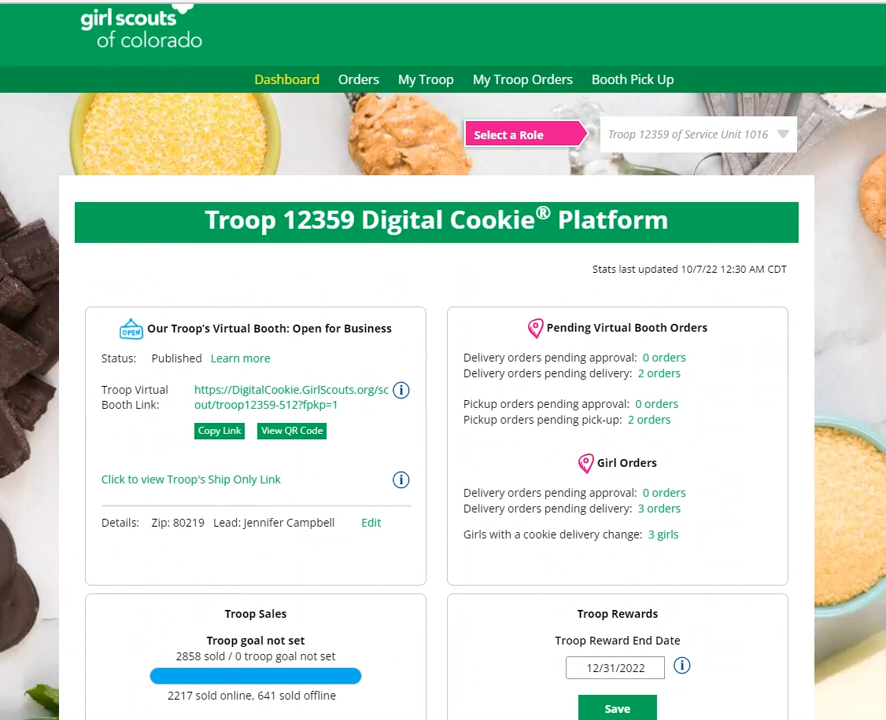 girl scouts
of colorado
Dashboard Orders My Troop My Troop Orders Booth Pick Up
Select a Role
Troop 12359 of Service Unit 1016
Troop 12359 Digital Cookie® Platform
Stats last updated 10/7/22 12:30 AM CDT
OPEN Our Troop's Virtual Booth: Open for Business
Status: Published Learn more
Troop Virtual Booth Link:
https://DigitalCookie.GirlScouts.org/sc
out/troop12359-512?fpkp=1
Copy Link View QR Code
Click to view Troop's Ship Only Link
Details: Zip: 80219 Lead: Jennifer Campbell Edit
Pending Virtual Booth Orders
Delivery orders pending approval: 0 orders
Delivery orders pending delivery: 2 orders
Pickup orders pending approval: 0 orders
Pickup orders pending pick-up: 2 orders
Girl Orders
Delivery orders pending approval: 0 orders
Delivery orders pending delivery: 3 orders
Girls with a cookie delivery change: 3 girls
Troop Sales
Troop goal not set
2858 sold / 0 troop goal not set
2217 sold online, 641 sold offline
Troop Rewards
Troop Reward End Date
12/31/2022
Save